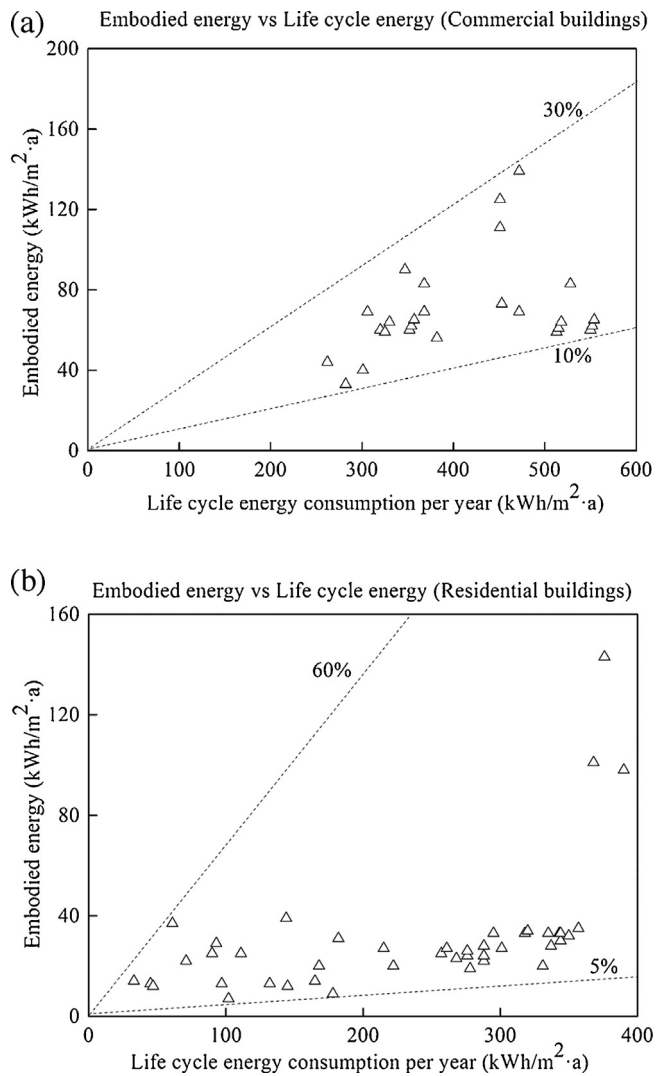 (a)
Embodied energy vs Life cycle energy (Commercial buildings)
200
160
120
80
40
0
30%
10%
Embodied energy (kWh/m²·a)
0 100 200 300 400 500 600
Life cycle energy consumption per year (kWh/m²·a)
(b)
Embodied energy vs Life cycle energy (Residential buildings)
160
120
80
40
0
60%
5%
Embodied energy (kWh/m²·a)
0 100 200 300 400
Life cycle energy consumption per year (kWh/m²·a)